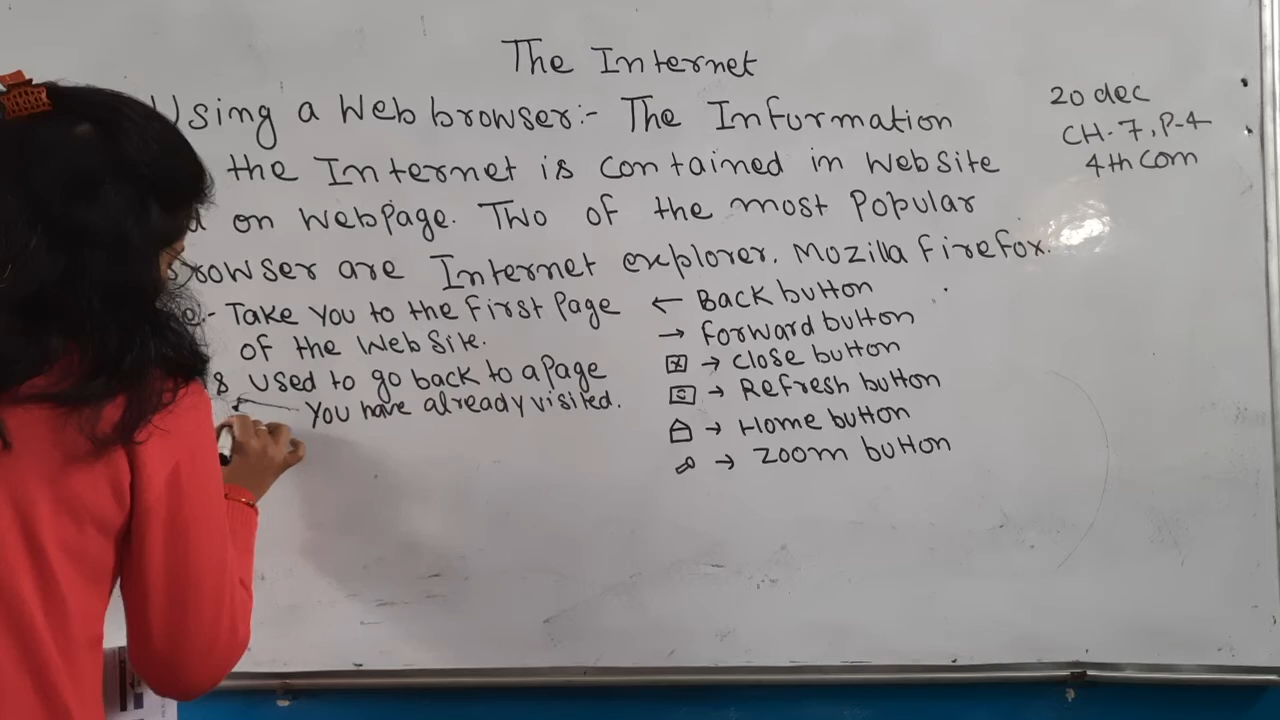 The Internet
Using a Web browser:- The Information
the Internet is contained in Website
on Webpage. Two of the most Popular
Browser are Internet explorer. Mozilla Firefox.
Take You to the First Page
of the Web Site.
Used to go back to a Page
You have already visited.
← Back button
→ Forward button
→ Close button
→ Refresh button
→ Home button
→ Zoom button
20 dec
CH-7, P-4
4th Com